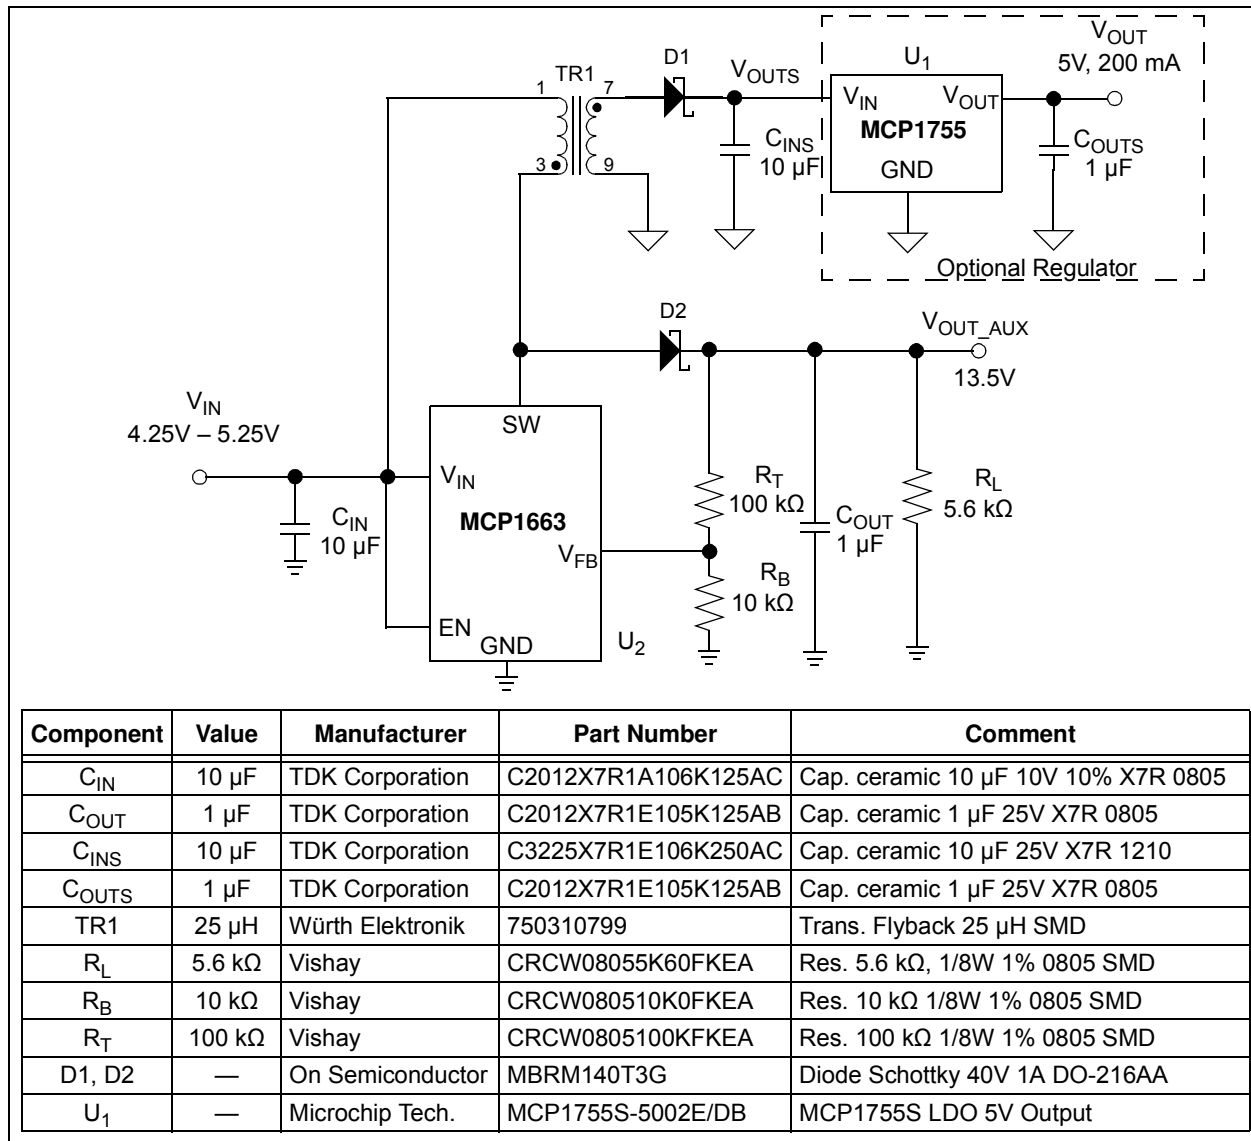 V_OUT
5V, 200 mA
U_1
D1
V_OUTS
TR1
1
7
V_IN V_OUT
MCP1755
GND
C_INS
10 µF
C_OUTS
1 µF
3
9
Optional Regulator
D2
V_OUT_AUX
13.5V
V_IN
4.25V – 5.25V
SW
V_IN
MCP1663
V_FB
EN
GND
U_2
C_IN
10 µF
R_T
100 kΩ
R_B
10 kΩ
C_OUT
1 µF
R_L
5.6 kΩ
Component Value Manufacturer Part Number Comment
C_IN 10 µF TDK Corporation C2012X7R1A106K125AC Cap. ceramic 10 µF 10V 10% X7R 0805
C_OUT 1 µF TDK Corporation C2012X7R1E105K125AB Cap. ceramic 1 µF 25V X7R 0805
C_INS 10 µF TDK Corporation C3225X7R1E106K250AC Cap. ceramic 10 µF 25V X7R 1210
C_OUTS 1 µF TDK Corporation C2012X7R1E105K125AB Cap. ceramic 1 µF 25V X7R 0805
TR1 25 µH Würth Elektronik 750310799 Trans. Flyback 25 µH SMD
R_L 5.6 kΩ Vishay CRCW08055K60FKEA Res. 5.6 kΩ, 1/8W 1% 0805 SMD
R_B 10 kΩ Vishay CRCW080510K0FKEA Res. 10 kΩ 1/8W 1% 0805 SMD
R_T 100 kΩ Vishay CRCW0805100KFKEA Res. 100 kΩ 1/8W 1% 0805 SMD
D1, D2 — On Semiconductor MBRM140T3G Diode Schottky 40V 1A DO-216AA
U_1 — Microchip Tech. MCP1755S-5002E/DB MCP1755S LDO 5V Output